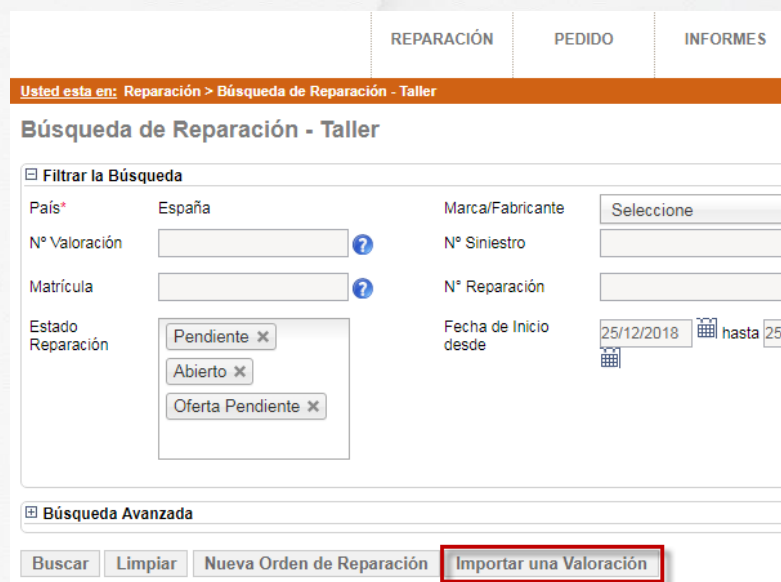 REPARACIÓN PEDIDO INFORMES
Usted esta en: Reparación > Búsqueda de Reparación - Taller
Búsqueda de Reparación - Taller
Filtrar la Búsqueda
País* España Marca/Fabricante Seleccione
Nº Valoración Nº Siniestro
Matrícula N° Reparación
Estado Reparación
Pendiente
Abierto
Oferta Pendiente
Fecha de Inicio desde
25/12/2018 hasta 25
Búsqueda Avanzada
Buscar Limpiar Nueva Orden de Reparación Importar una Valoración